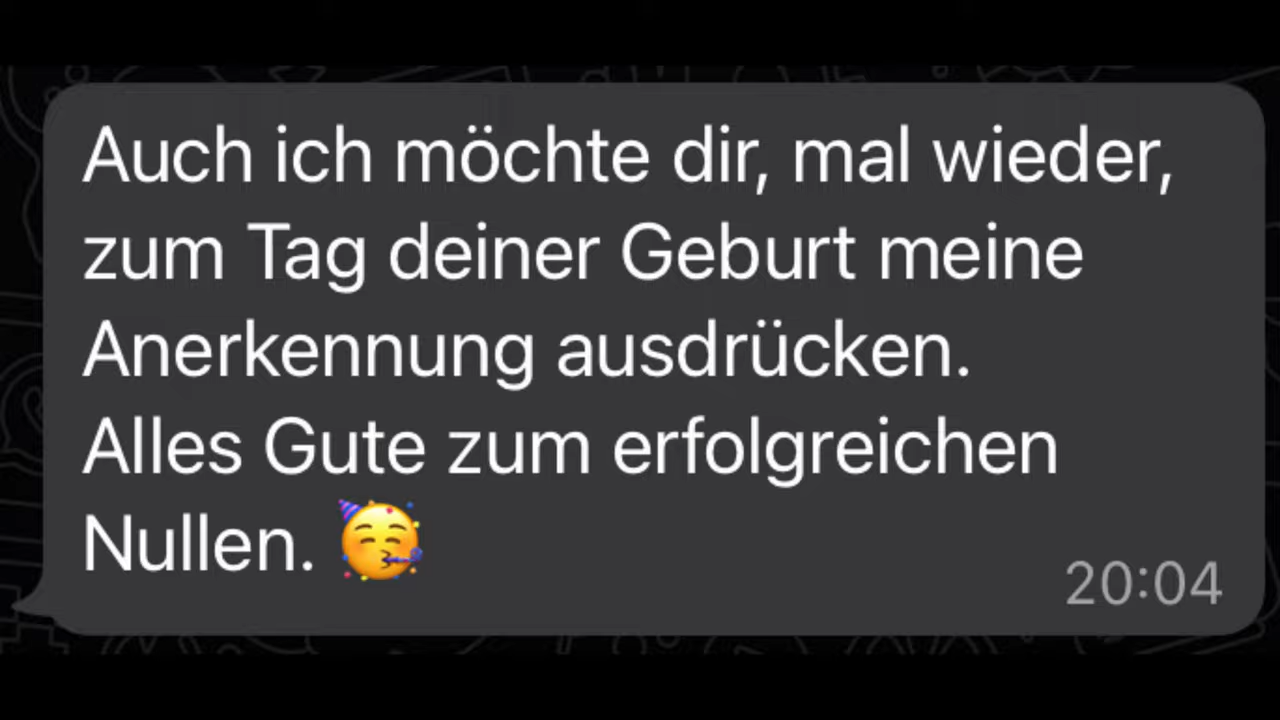 Auch ich möchte dir, mal wieder,
zum Tag deiner Geburt meine
Anerkennung ausdrücken.
Alles Gute zum erfolgreichen
Nullen. 🥳
20:04